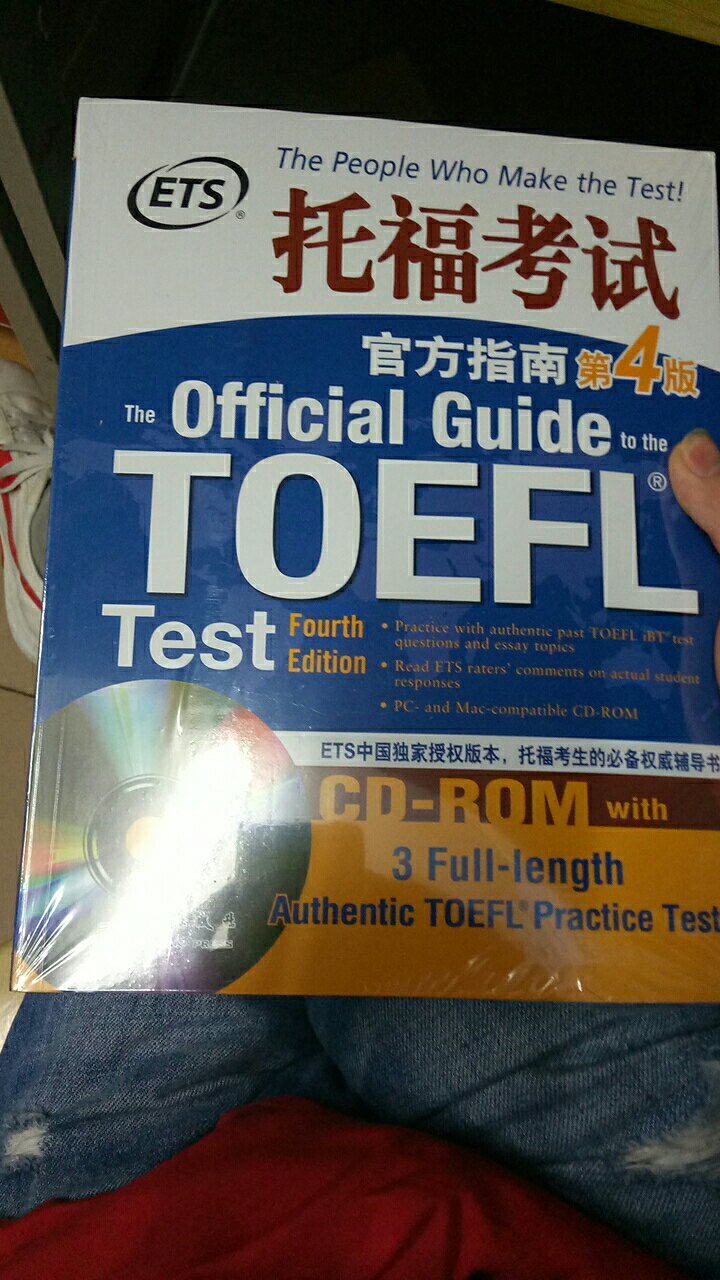 The People Who Make the Test!
ETS®
托福考试
官方指南 第4版
The Official Guide to the
TOEFL®
Test Fourth Edition
• Practice with authentic past TOEFL iBT® test
questions and essay topics
• Read ETS raters' comments on actual student
responses
• PC- and Mac-compatible CD-ROM
ETS中国独家授权版本，托福考生的必备权威辅导书
CD-ROM with
3 Full-length
Authentic TOEFL® Practice Test
PRESS